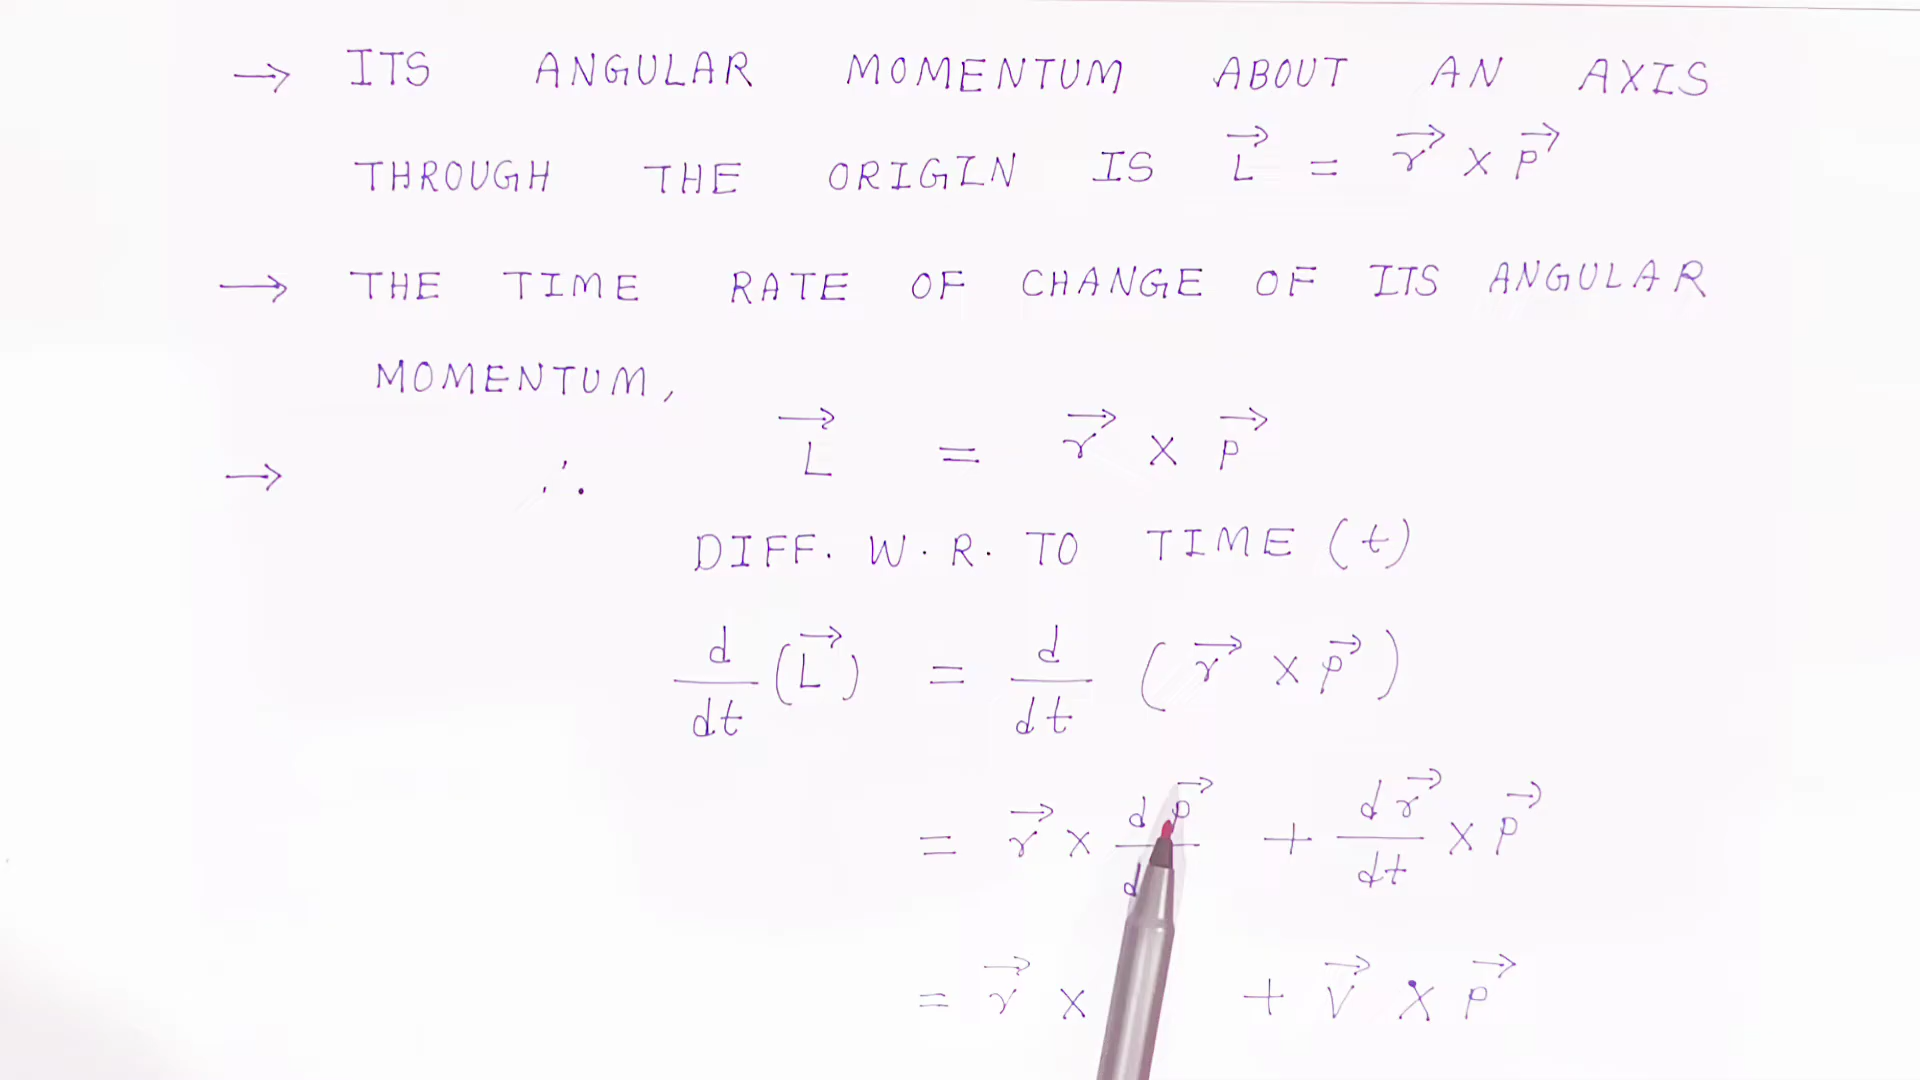 → ITS ANGULAR MOMENTUM ABOUT AN AXIS
THROUGH THE ORIGIN IS L⃗ = r⃗ × p⃗
→ THE TIME RATE OF CHANGE OF ITS ANGULAR
MOMENTUM,
→ ∴ L⃗ = r⃗ × p⃗
DIFF. W.R. TO TIME (t)
d/dt (L⃗) = d/dt (r⃗ × p⃗)
= r⃗ × dp⃗/d + dr⃗/dt × p⃗
= r⃗ × + V⃗ × p⃗